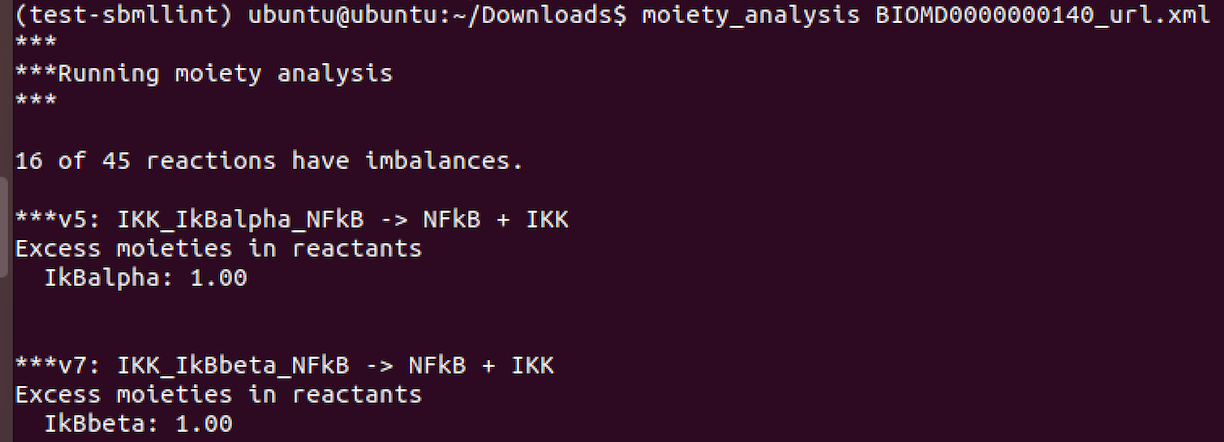 (test-sbmllint) ubuntu@ubuntu:~/Downloads$ moiety_analysis BIOMD0000000140_url.xml
***
***Running moiety analysis
***
16 of 45 reactions have imbalances.
***v5: IKK_IkBalpha_NFkB -> NFkB + IKK
Excess moieties in reactants
  IkBalpha: 1.00
***v7: IKK_IkBbeta_NFkB -> NFkB + IKK
Excess moieties in reactants
  IkBbeta: 1.00